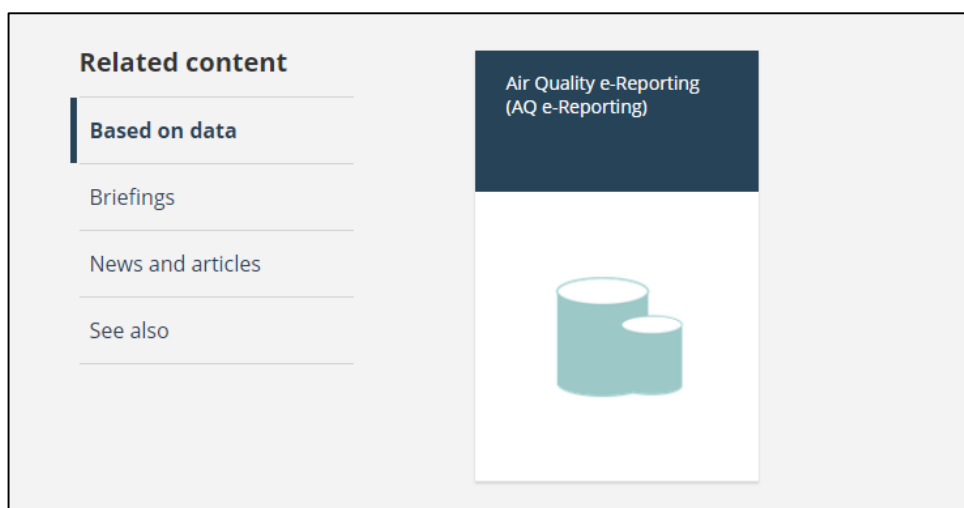 Related content
Based on data
Briefings
News and articles
See also
Air Quality e-Reporting
(AQ e-Reporting)